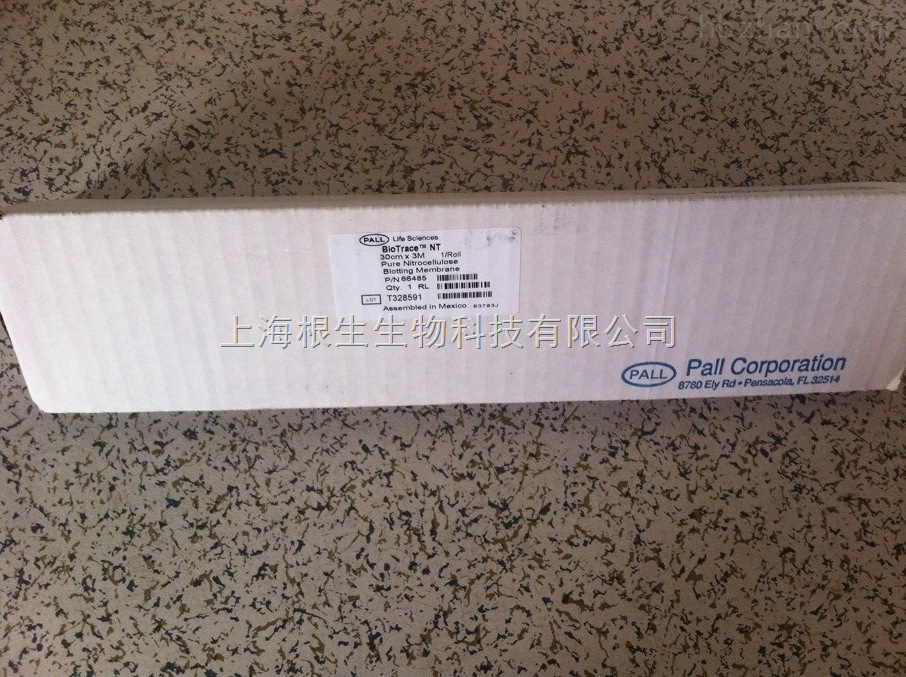 PALL Life Sciences
BioTrace™ NT
30cm x 3M 1/Roll
Pure Nitrocellulose
Blotting Membrane
P/N 66485
Qty. 1 RL
LOT T328591
Assembled in Mexico 63783J
上海根生生物科技有限公司
PALL Pall Corporation
8780 Ely Rd • Pensacola, FL 32514